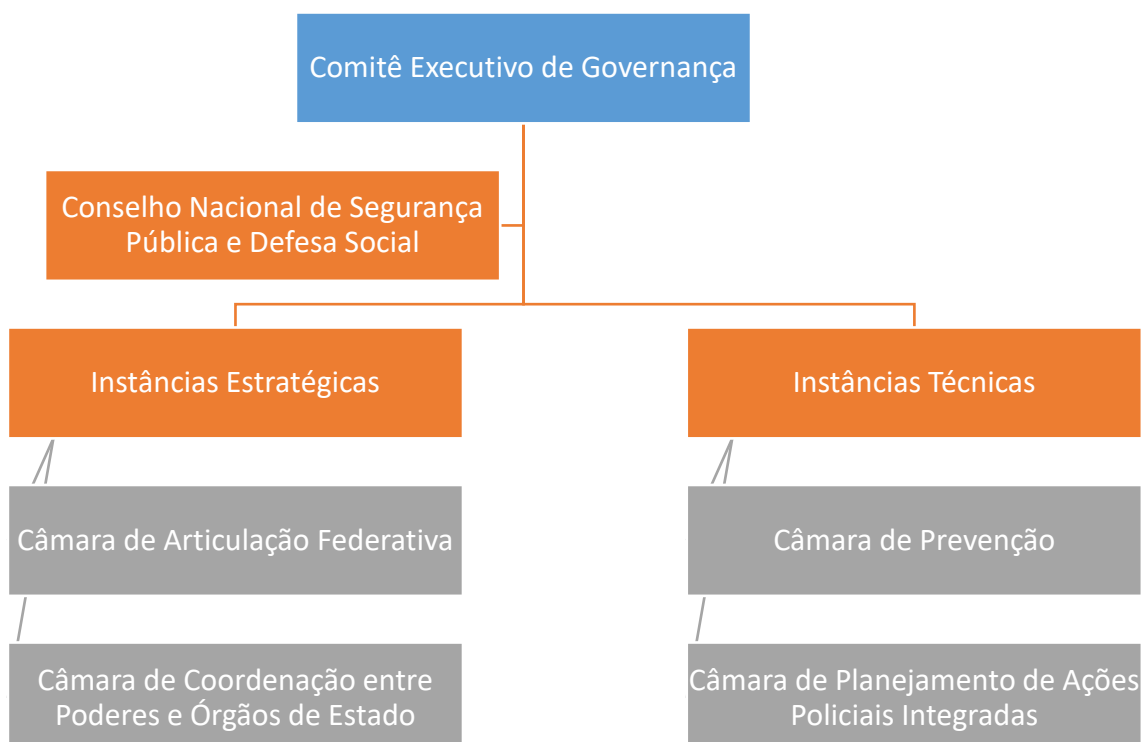 Comitê Executivo de Governança
Conselho Nacional de Segurança
Pública e Defesa Social
Instâncias Estratégicas
Instâncias Técnicas
Câmara de Articulação Federativa
Câmara de Prevenção
Câmara de Coordenação entre
Poderes e Órgãos de Estado
Câmara de Planejamento de Ações
Policiais Integradas